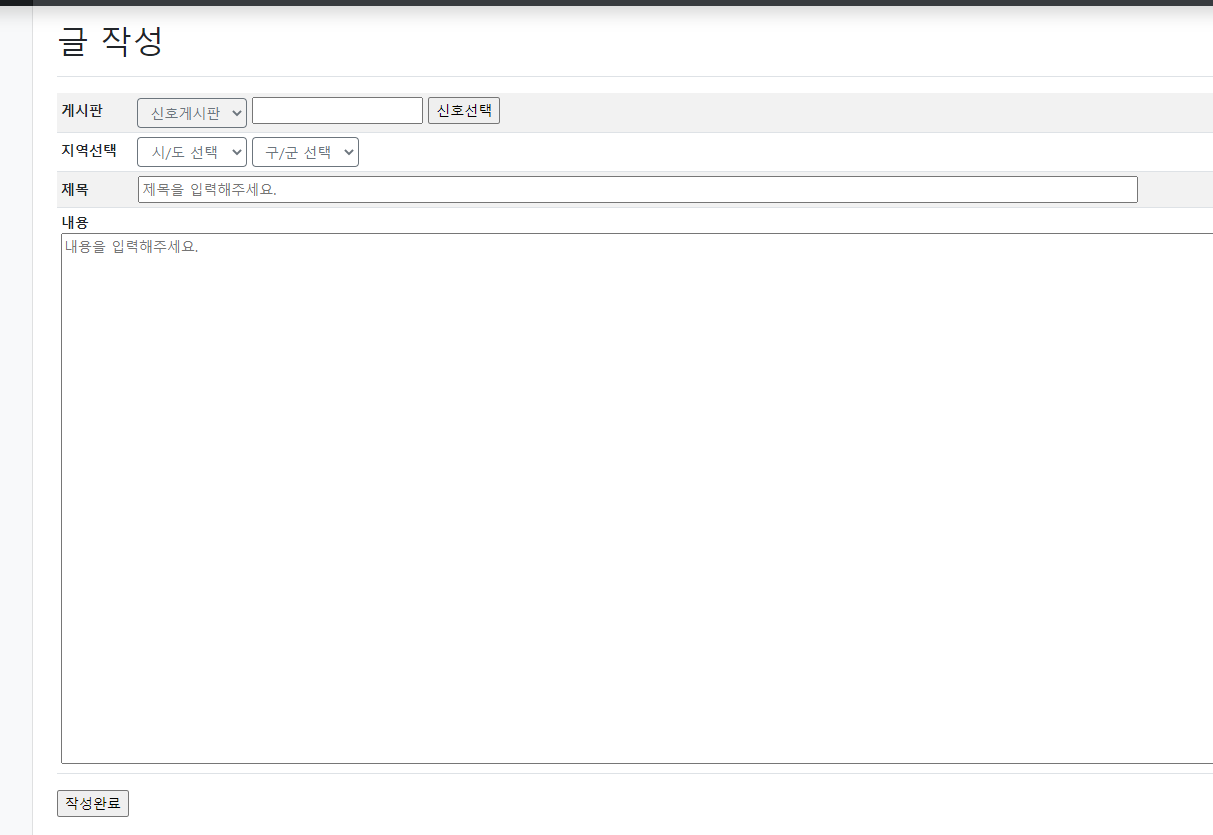 글 작성
게시판 신호게시판 신호선택
지역선택 시/도 선택 구/군 선택
제목 제목을 입력해주세요.
내용
내용을 입력해주세요.
작성완료